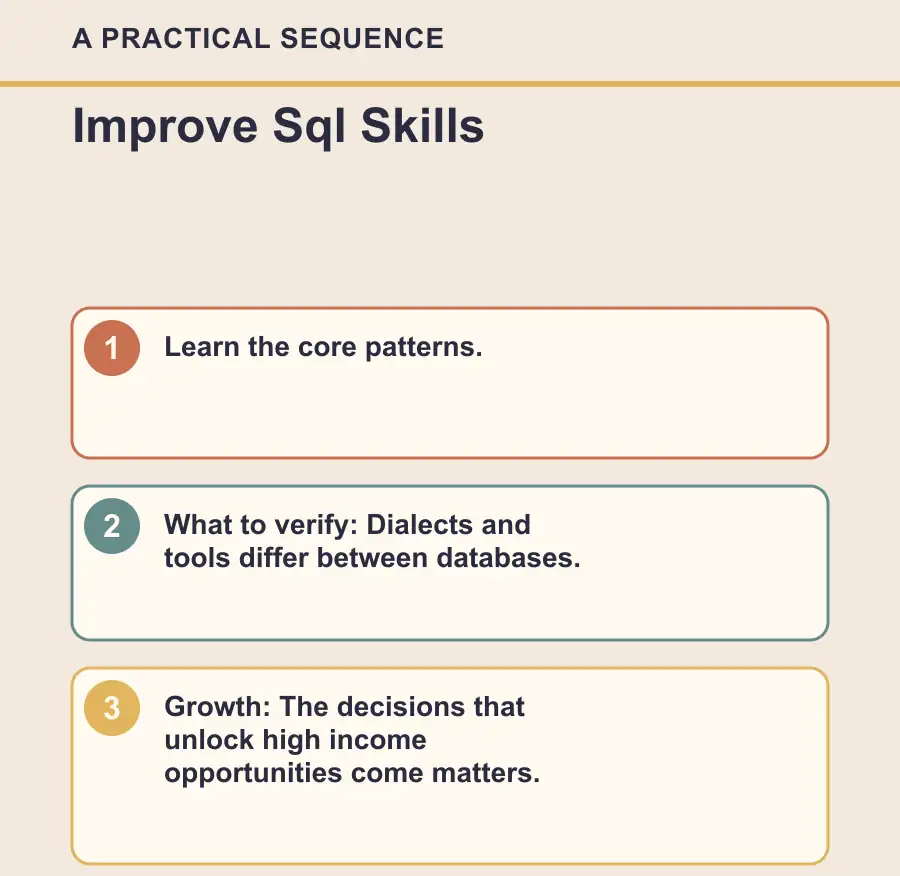 A PRACTICAL SEQUENCE
Improve Sql Skills
1
Learn the core patterns.
2
What to verify: Dialects and
tools differ between databases.
3
Growth: The decisions that
unlock high income
opportunities come matters.